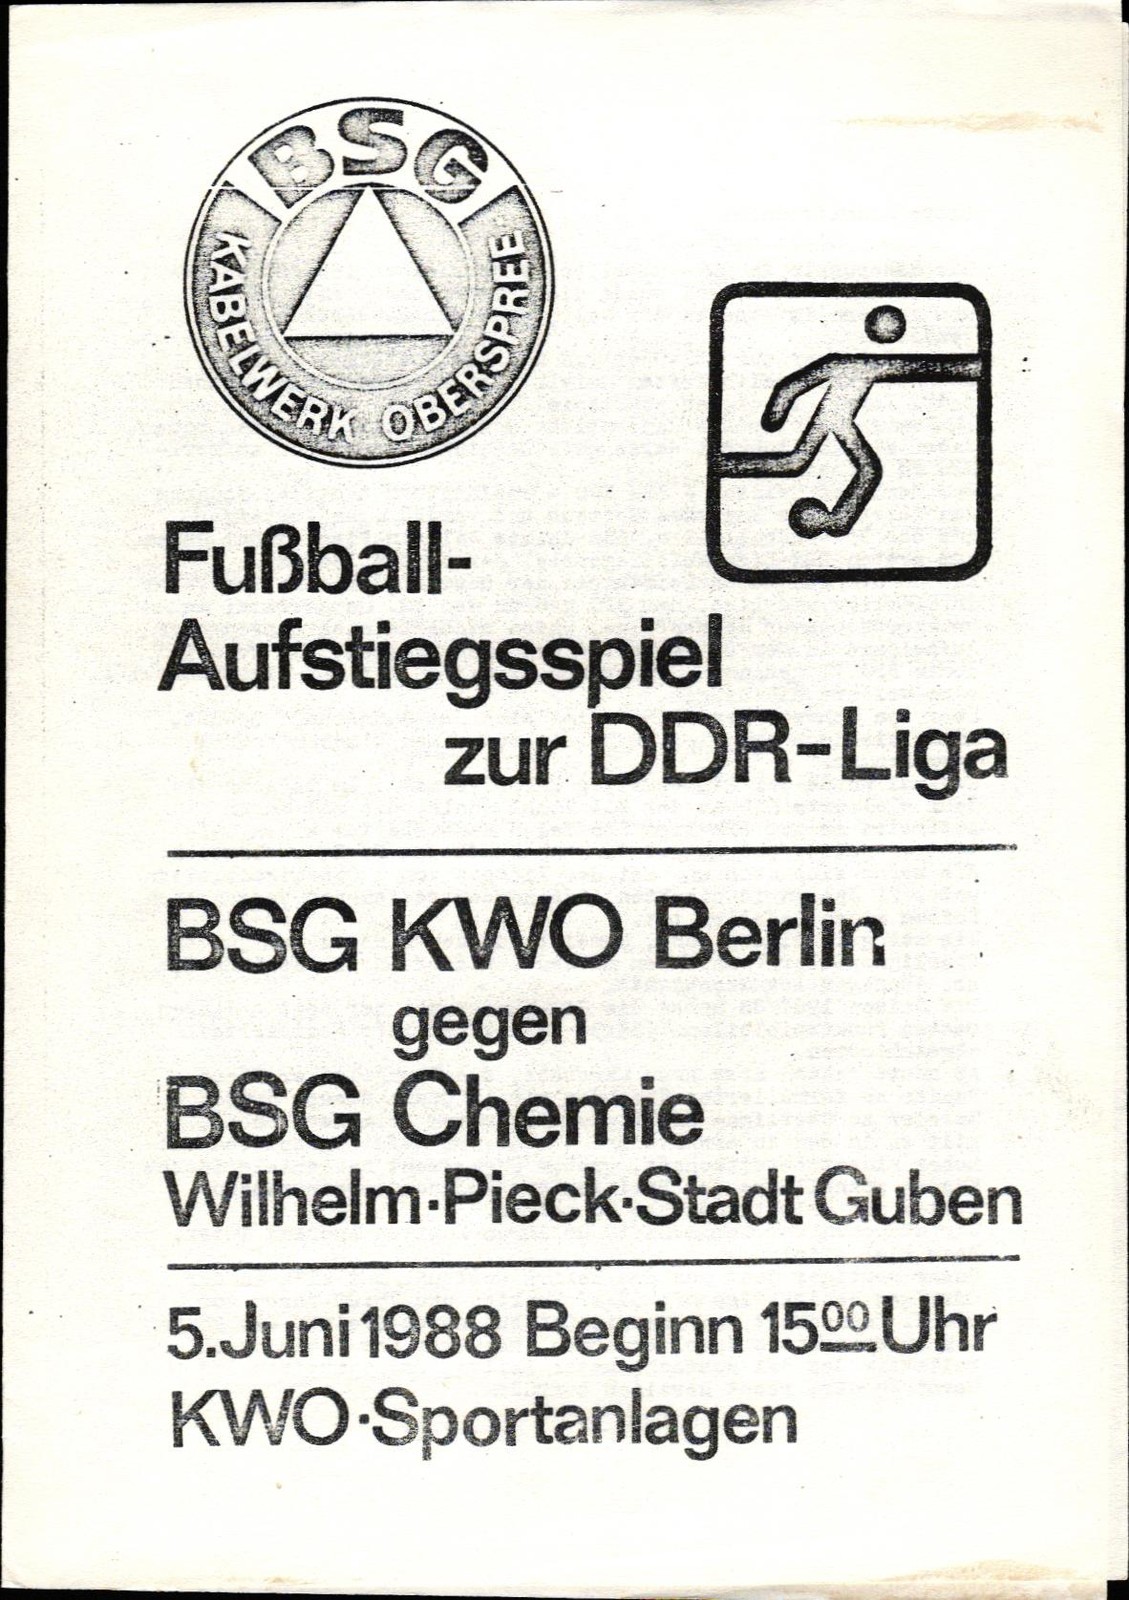 BSG
KABELWERK OBERSPREE
Fußball-
Aufstiegsspiel
zur DDR-Liga
BSG KWO Berlin
gegen
BSG Chemie
Wilhelm-Pieck-Stadt Guben
5. Juni 1988 Beginn 15⁰⁰ Uhr
KWO-Sportanlagen